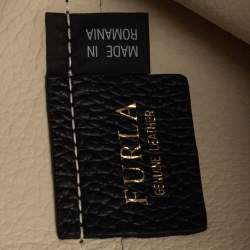 MADE IN
ROMANIA
FURLA
GENUINE LEATHER